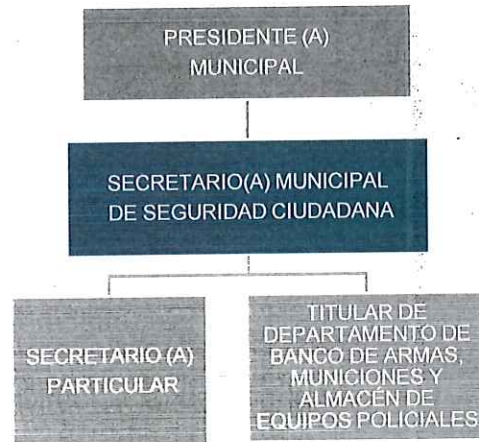 PRESIDENTE (A)
MUNICIPAL
SECRETARIO(A) MUNICIPAL
DE SEGURIDAD CIUDADANA
SECRETARIO (A)
PARTICULAR
TITULAR DE
DEPARTAMENTO DE
BANCO DE ARMAS,
MUNICIONES Y
ALMACÉN DE
EQUIPOS POLICIALES